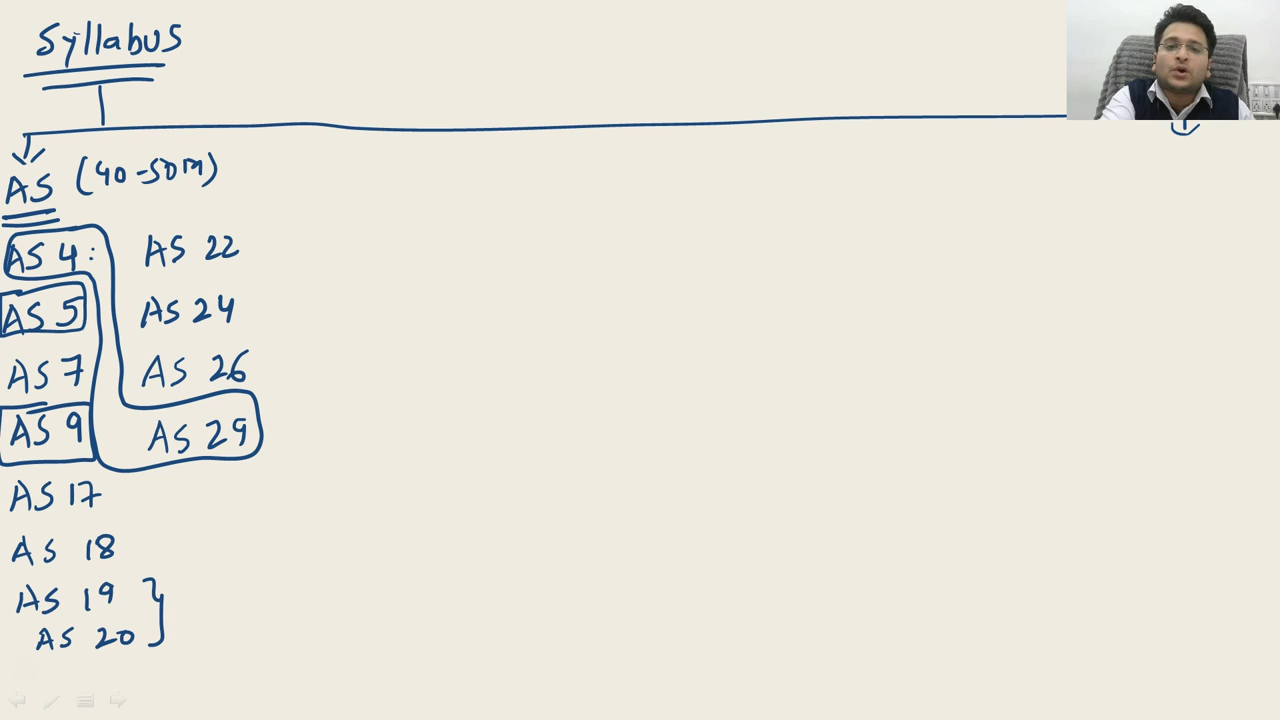 Syllabus
AS (40-50M)
AS 4:
AS 5
AS 7
AS 9
AS 17
AS 18
AS 19
AS 20
AS 22
AS 24
AS 26
AS 29